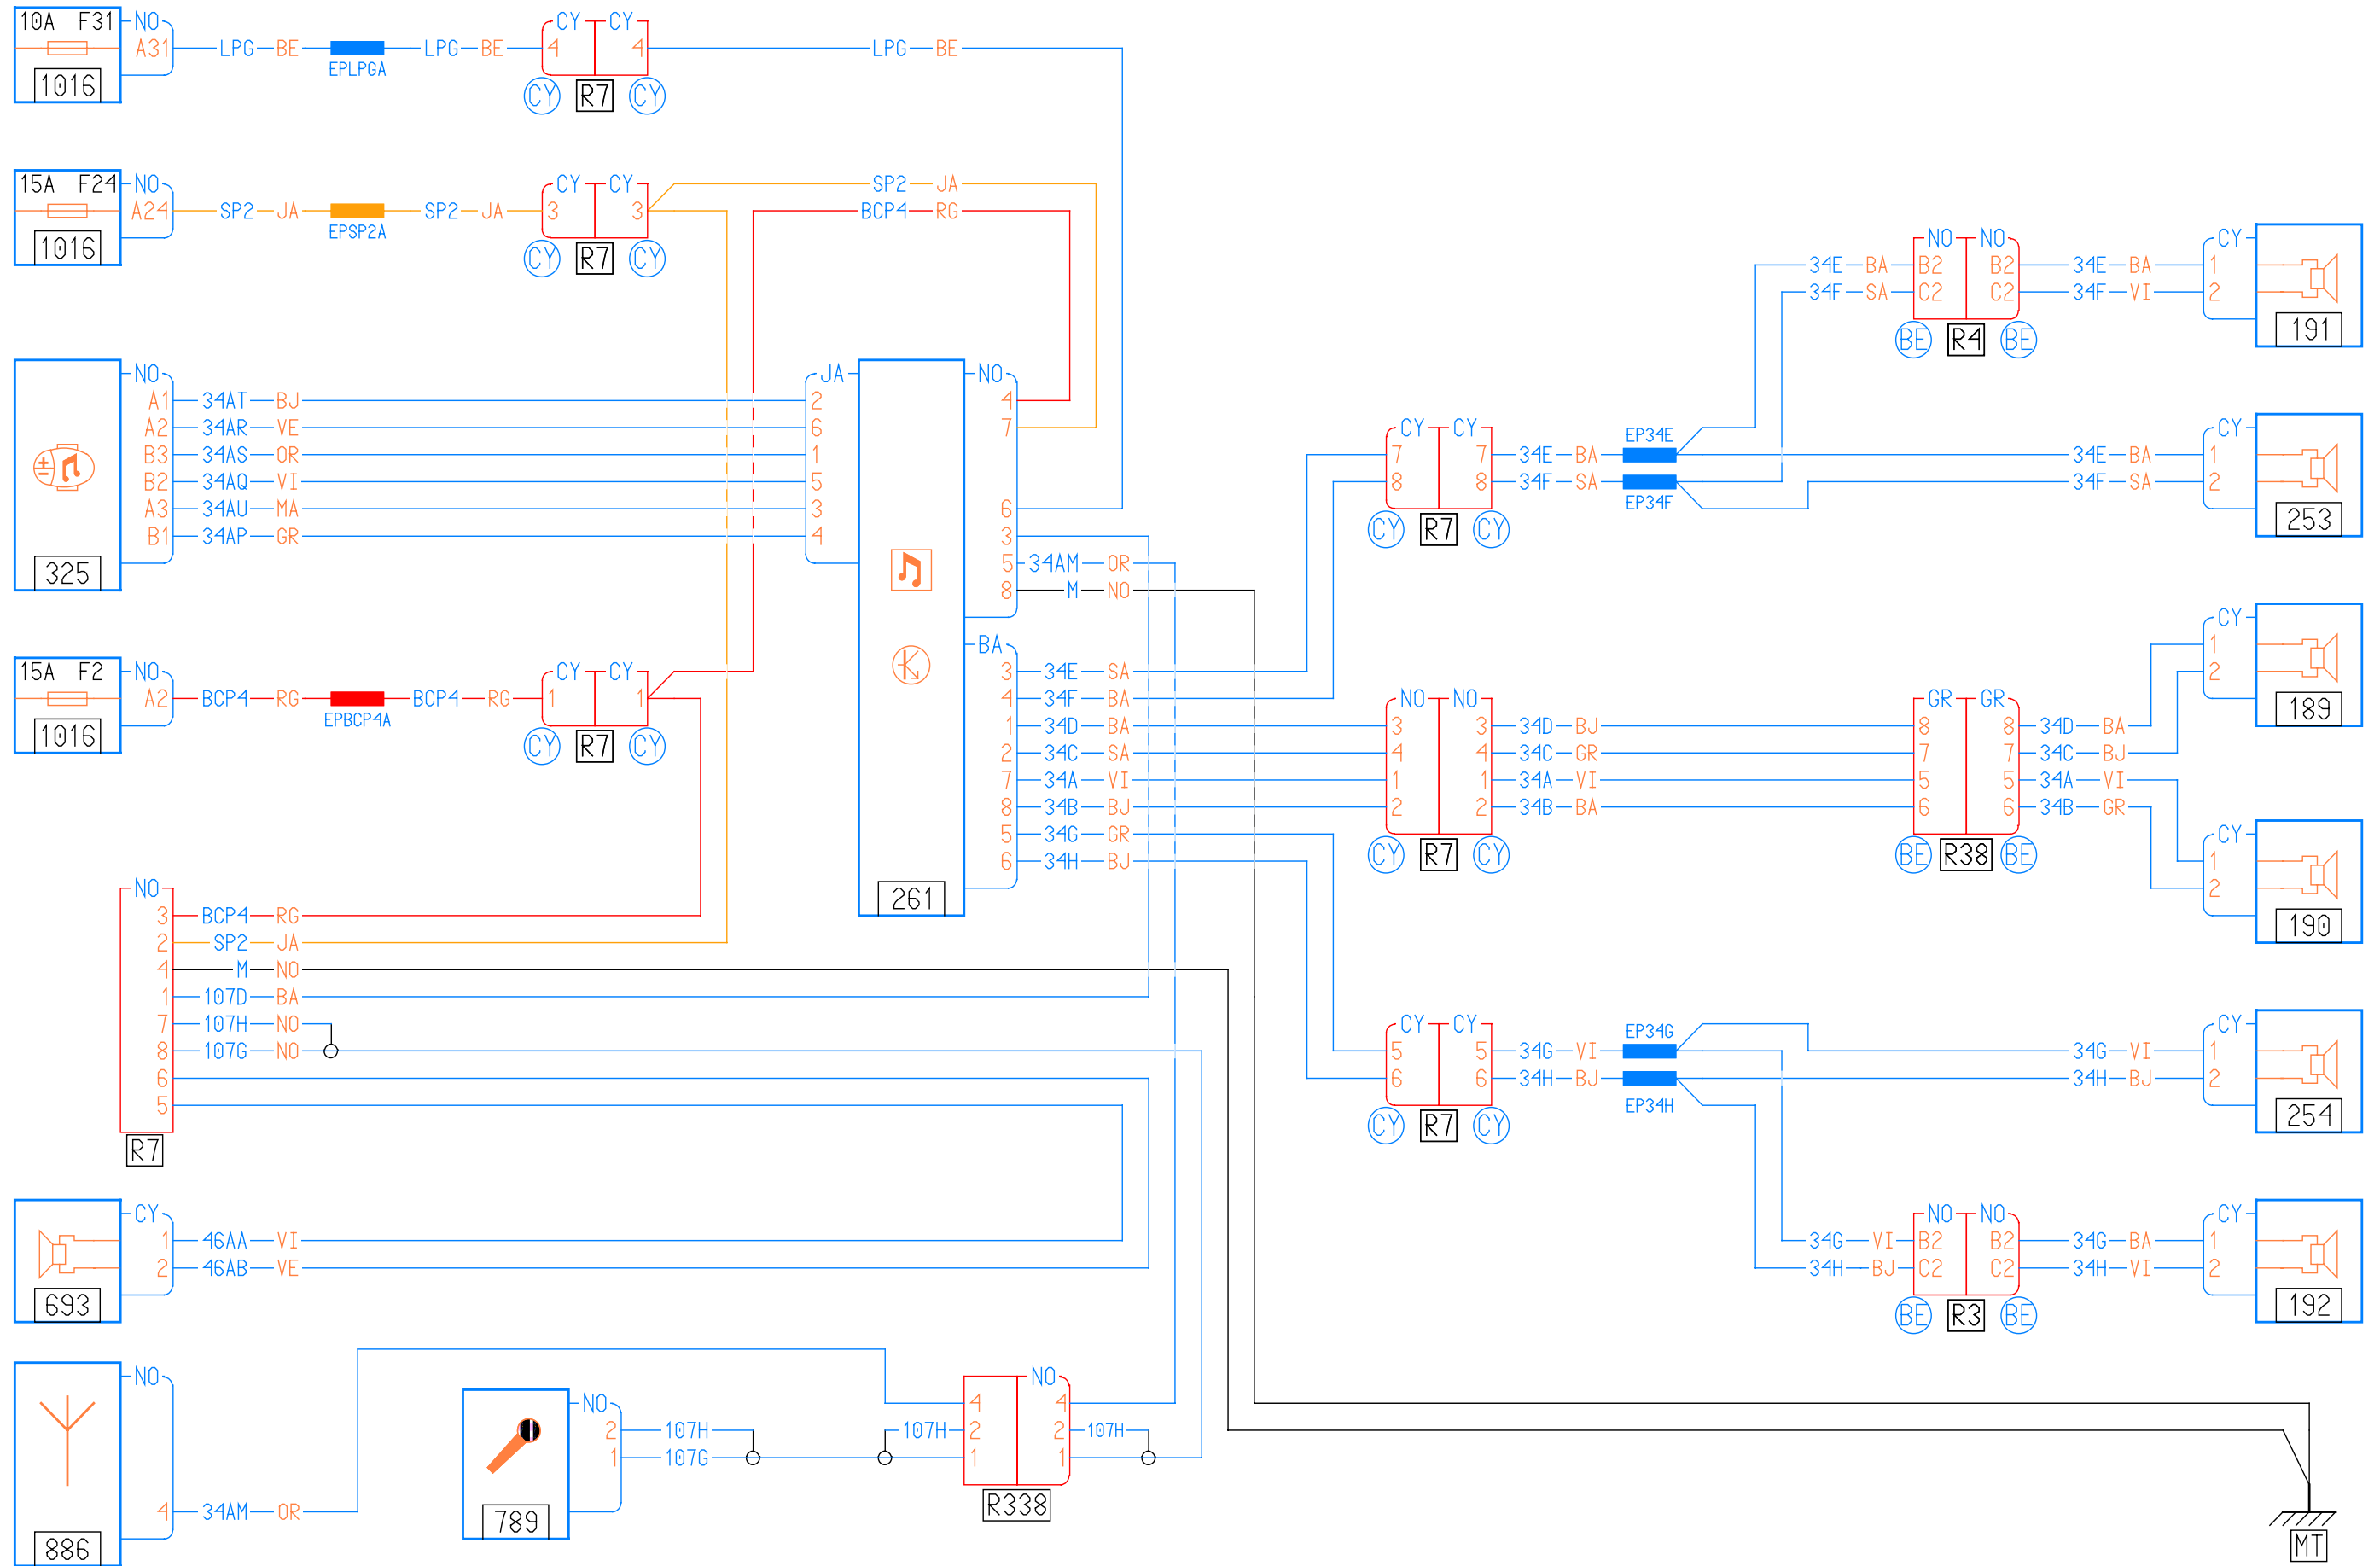 10A F31 NO CY CY
A31 LPG BE LPG BE 4 4 LPG BE
EPLPGA
1016 CY R7 CY
15A F24 NO CY CY SP2 JA
A24 SP2 JA SP2 JA 3 3 BCP4 RG
EPSP2A
1016 CY R7 CY
NO NO
34E BA B2 B2 34E BA 1 CY
34F SA C2 C2 34F VI 2
BE R4 BE 191
NO JA NO
A1 34AT BJ 2 4
A2 34AR VE 6 7
B3 34AS OR 1
B2 34AQ VI 5
A3 34AU MA 3 6
B1 34AP GR 4 3
5 34AM OR
8 M NO
325
CY CY EP34E CY
7 7 34E BA 34E BA 1
8 8 34F SA 34F SA 2
EP34F
CY R7 CY 253
15A F2 NO CY CY
A2 BCP4 RG BCP4 RG 1 1
EPBCP4A
1016 CY R7 CY
BA
3 34E SA
4 34F BA
1 34D BA
2 34C SA
7 34A VI
8 34B BJ
5 34G GR
6 34H BJ
261
NO NO GR GR
3 3 34D BJ 8 8 34D BA
4 4 34C GR 7 7 34C BJ
1 1 34A VI 5 5 34A VI
2 2 34B BA 6 6 34B GR
CY R7 CY BE R38 BE
CY
1
2
189
CY
1
2
190
NO
3 BCP4 RG
2 SP2 JA
4 M NO
1 107D BA
7 107H NO
8 107G NO
6
5
R7
CY CY EP34G CY
5 5 34G VI 34G VI 1
6 6 34H BJ 34H BJ 2
EP34H
CY R7 CY 254
CY
1 46AA VI
2 46AB VE
693
NO NO CY
34G VI B2 B2 34G BA 1
34H BJ C2 C2 34H VI 2
BE R3 BE 192
NO
4 34AM OR
886
NO
2 107H
1 107G
789
NO
4 4
107H 2 2 107H
1 1
R338
MT